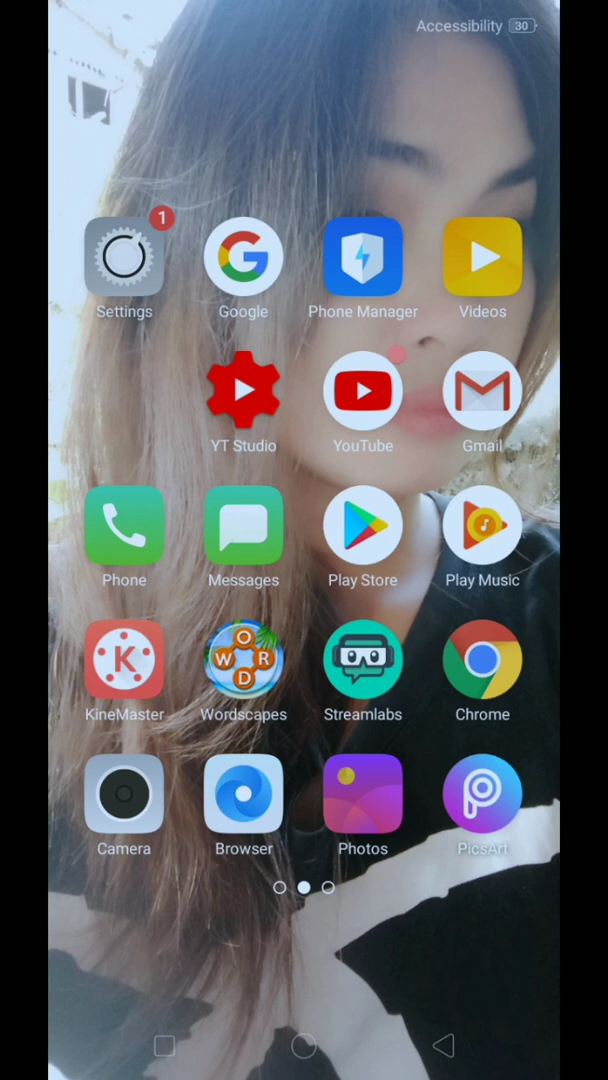 Accessibility 30
1
Settings Google Phone Manager Videos
YT Studio YouTube Gmail
Phone Messages Play Store Play Music
K W O R D
KineMaster Wordscapes Streamlabs Chrome
Camera Browser Photos PicsArt